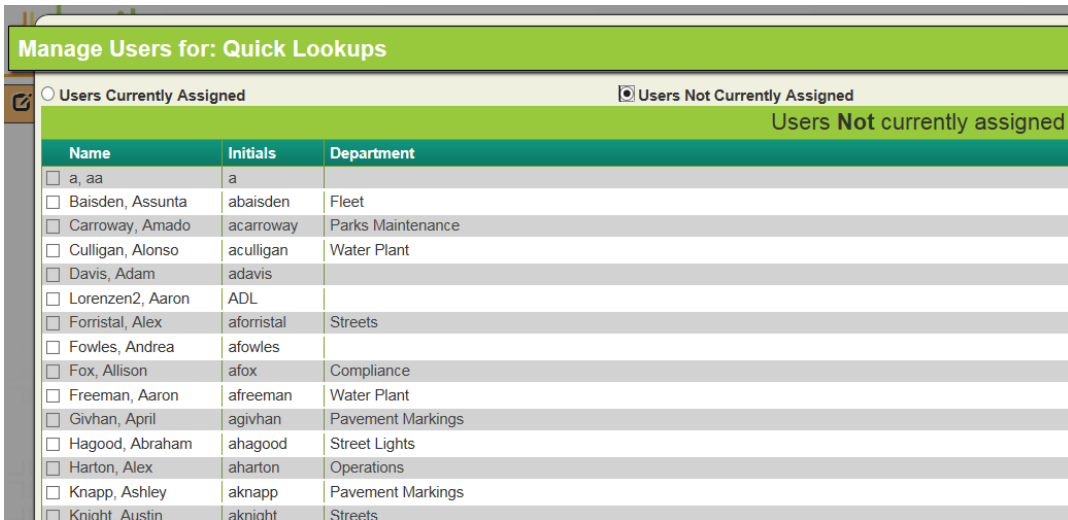 Manage Users for: Quick Lookups
Users Currently Assigned Users Not Currently Assigned
Users Not currently assigned
Name Initials Department
a, aa a
Baisden, Assunta abaisden Fleet
Carroway, Amado acarroway Parks Maintenance
Culligan, Alonso aculligan Water Plant
Davis, Adam adavis
Lorenzen2, Aaron ADL
Forristal, Alex aforristal Streets
Fowles, Andrea afowles
Fox, Allison afox Compliance
Freeman, Aaron afreeman Water Plant
Givhan, April agivhan Pavement Markings
Hagood, Abraham ahagood Street Lights
Harton, Alex aharton Operations
Knapp, Ashley aknapp Pavement Markings
Knight, Austin aknight Streets